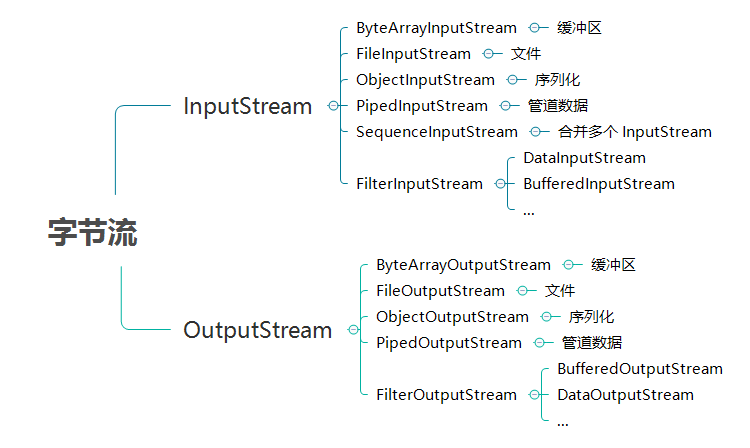 字节流
InputStream
ByteArrayInputStream 缓冲区
FileInputStream 文件
ObjectInputStream 序列化
PipedInputStream 管道数据
SequenceInputStream 合并多个 InputStream
FilterInputStream
DataInputStream
BufferedInputStream
...
OutputStream
ByteArrayOutputStream 缓冲区
FileOutputStream 文件
ObjectOutputStream 序列化
PipedOutputStream 管道数据
FilterOutputStream
BufferedOutputStream
DataOutputStream
...